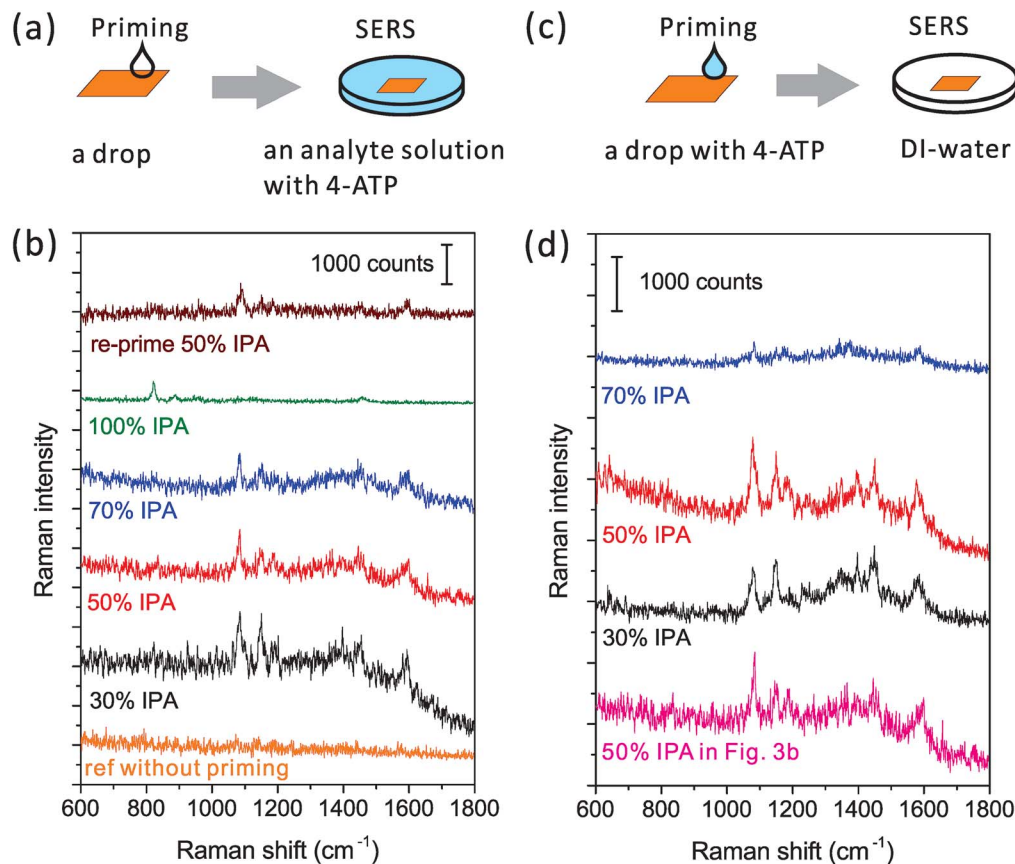 (a)
Priming
SERS
a drop
an analyte solution
with 4-ATP
(c)
Priming
SERS
a drop with 4-ATP
DI-water
(b)
1000 counts
re-prime 50% IPA
100% IPA
70% IPA
50% IPA
30% IPA
ref without priming
Raman intensity
600 800 1000 1200 1400 1600 1800
Raman shift (cm⁻¹)
(d)
1000 counts
70% IPA
50% IPA
30% IPA
50% IPA in Fig. 3b
Raman intensity
600 800 1000 1200 1400 1600 1800
Raman shift (cm⁻¹)